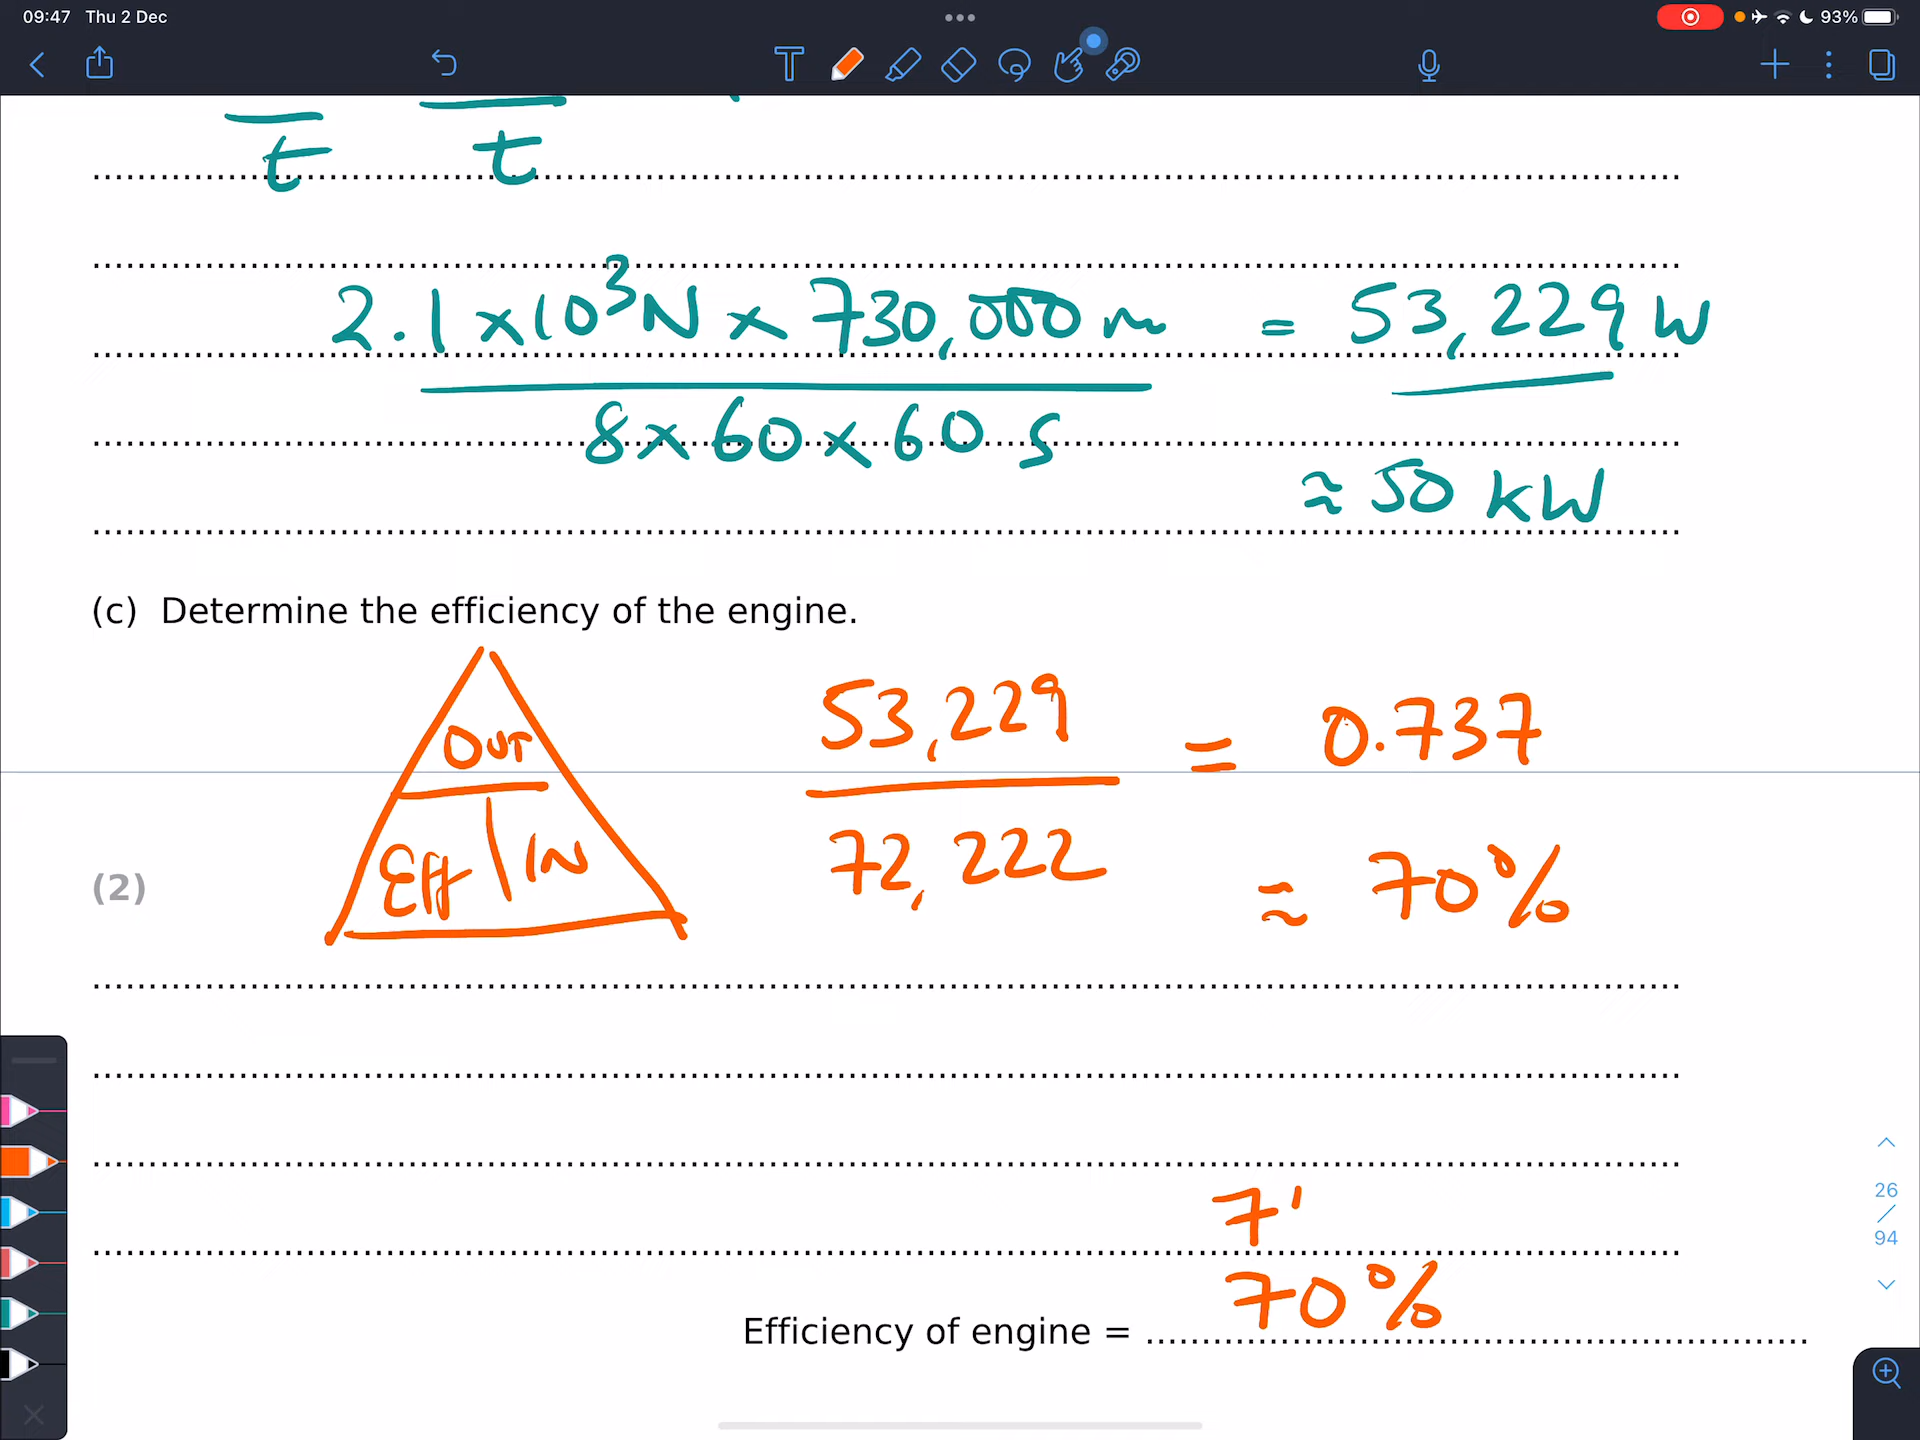 09:47 Thu 2 Dec
93%
t t
2.1 x10³N x 730,000 m = 53,229 W
8 x 60 x 60 s
≈ 50 kW
(c) Determine the efficiency of the engine.
OUT
Eff IN
53,229 = 0.737
72,222
≈ 70%
(2)
7'
26
/
94
70%
Efficiency of engine =